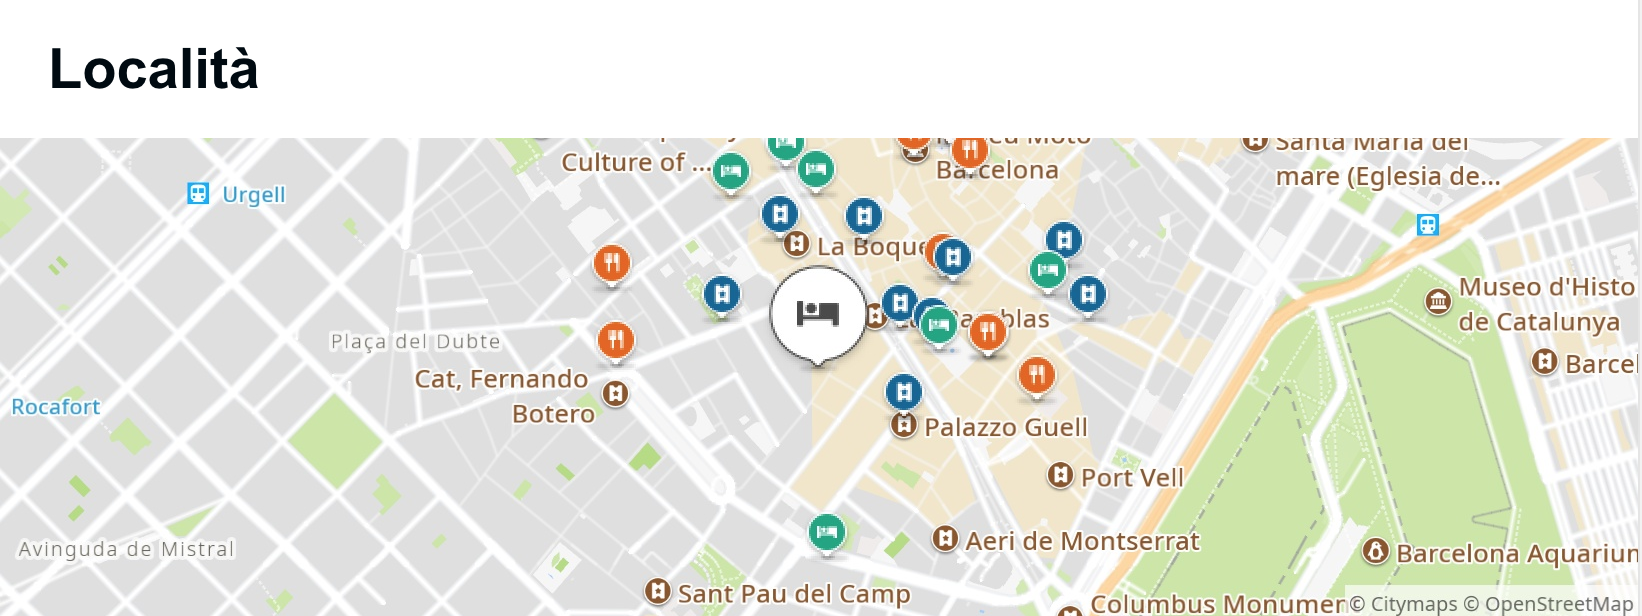 Località
Culture of ...
Barcelona
Santa Maria del
mare (Eglesia de...
Urgell
La Boque
Museo d'Histo
de Catalunya
Plaça del Dubte
Barcel
Cat, Fernando
Botero
Rocafort
Palazzo Guell
Port Vell
Avinguda de Mistral
Aeri de Montserrat
Barcelona Aquariun
Sant Pau del Camp
Columbus Monumer
© Citymaps © OpenStreetMap